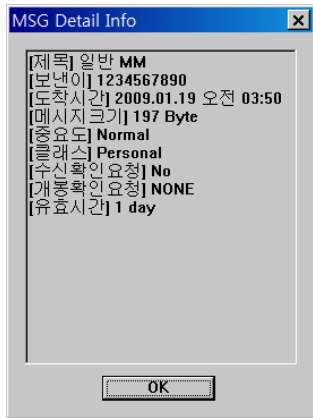 MSG Detail Info
[제목] 일반 MM
[보낸이] 1234567890
[도착시간] 2009.01.19 오전 03:50
[메시지크기] 197 Byte
[중요도] Normal
[클래스] Personal
[수신확인요청] No
[개봉확인요청] NONE
[유효시간] 1 day
OK